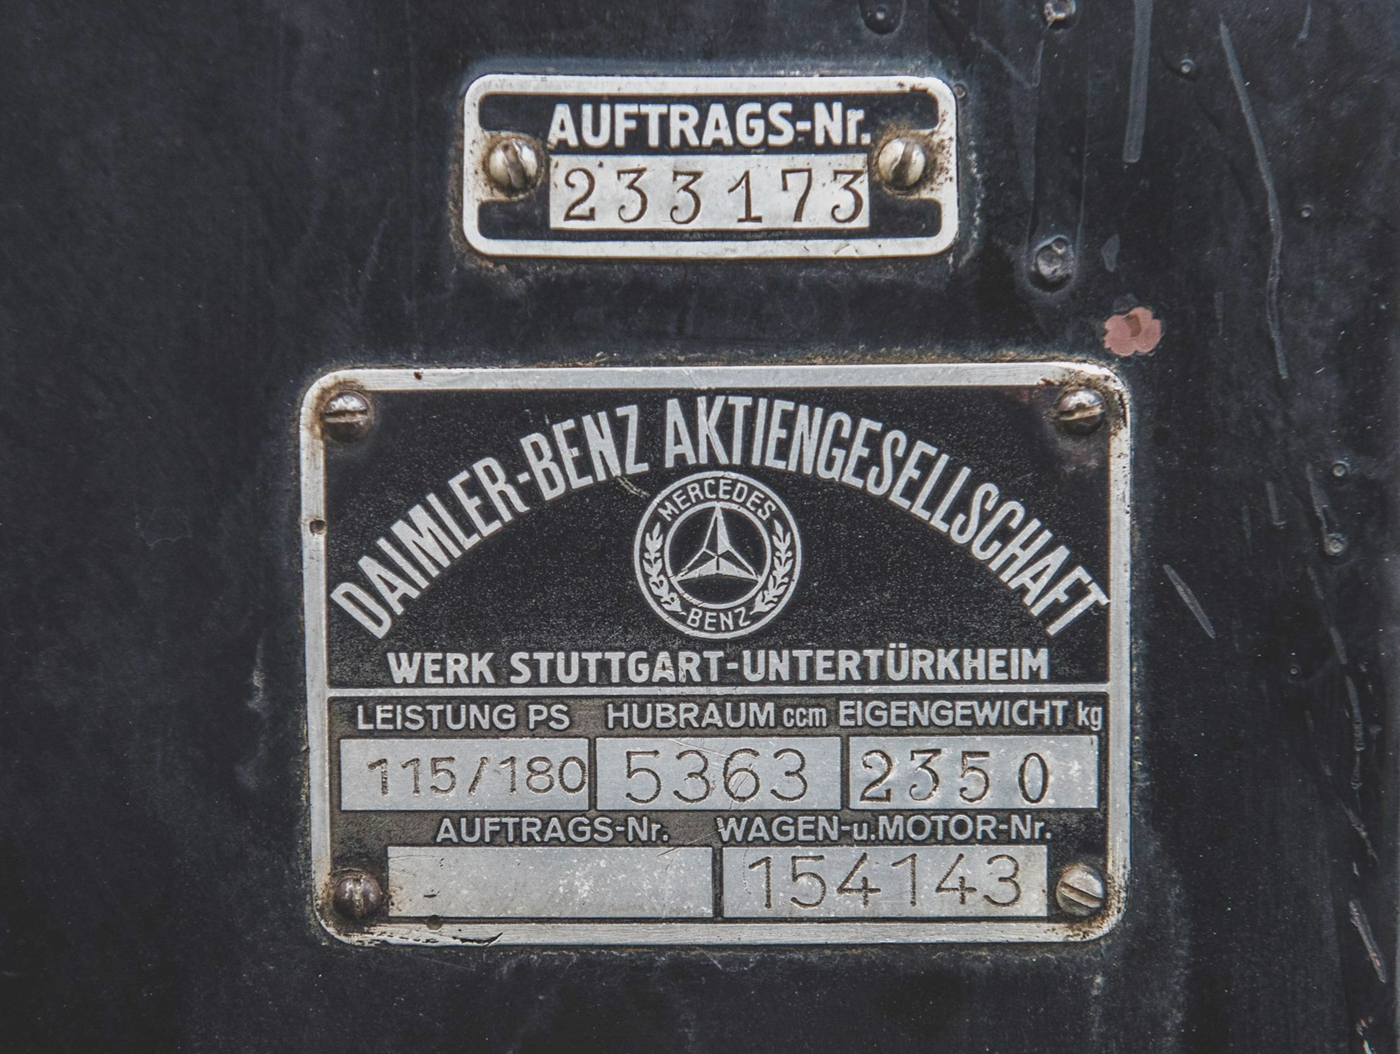 AUFTRAGS-Nr.
233173
DAIMLER-BENZ AKTIENGESELLSCHAFT
MERCEDES
BENZ
WERK STUTTGART-UNTERTÜRKHEIM
LEISTUNG PS HUBRAUM ccm EIGENGEWICHT kg
115/180 5363 2350
AUFTRAGS-Nr. WAGEN-u.MOTOR-Nr.
154143